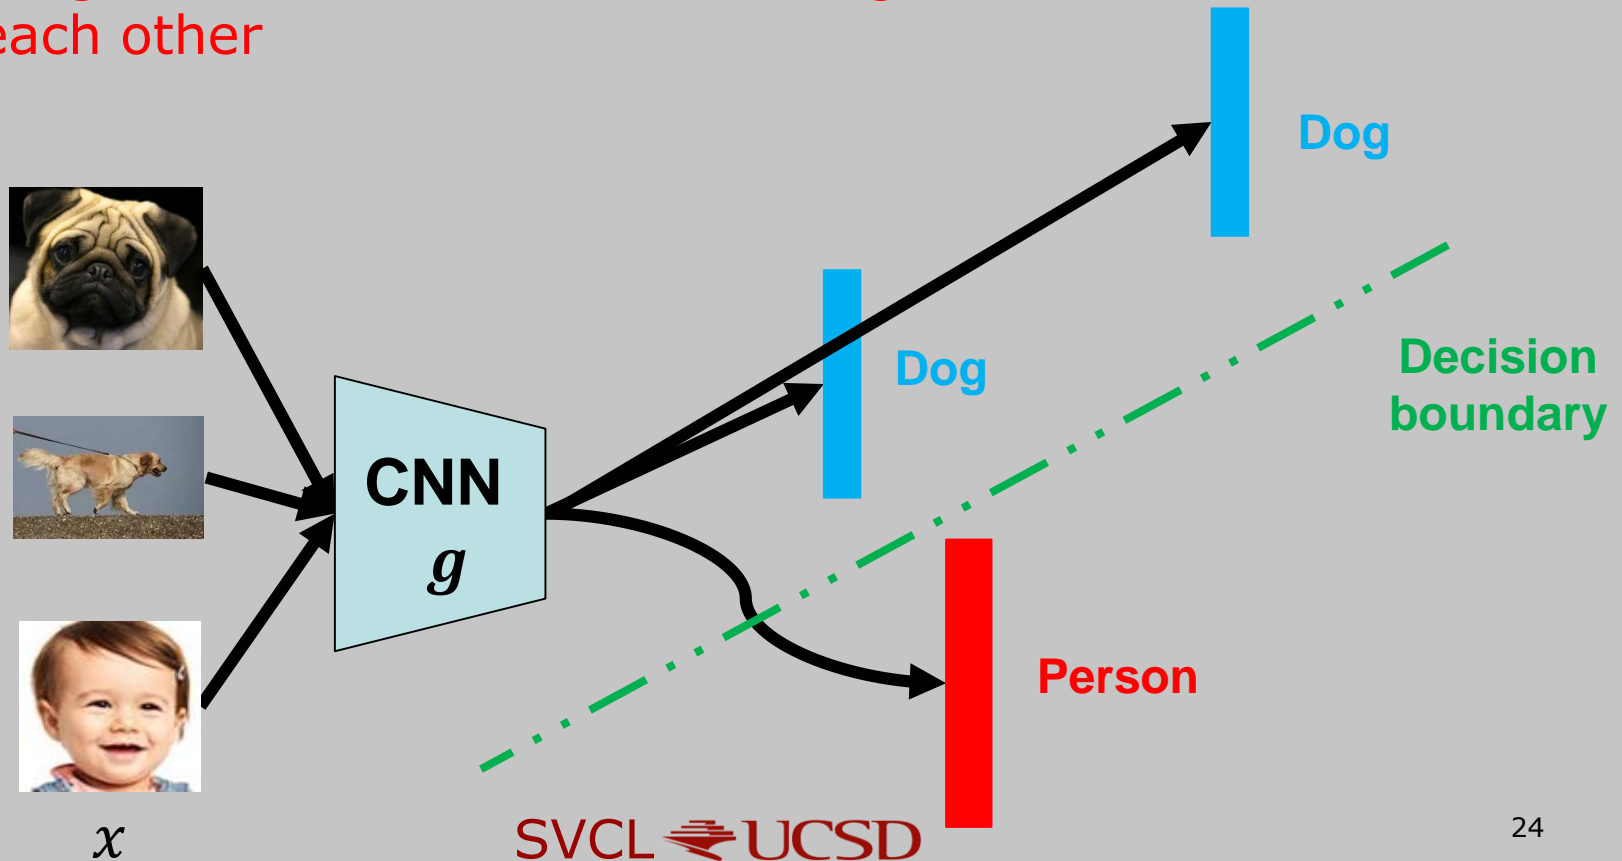 each other
Dog
Dog
Decision
boundary
CNN
g
Person
x
SVCL UCSD
24